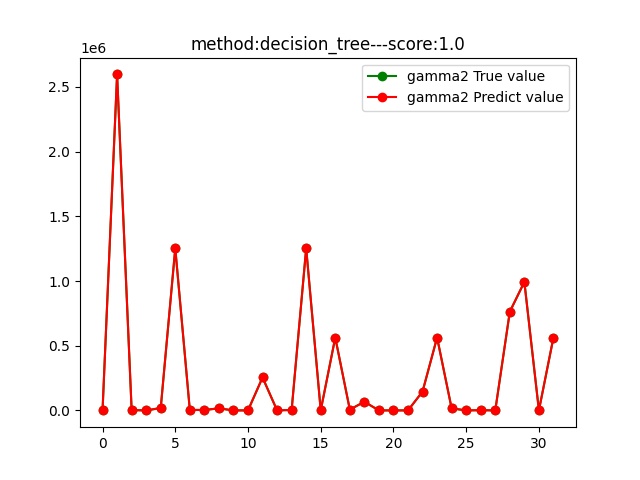 method:decision_tree---score:1.0
1e6
gamma2 True value
gamma2 Predict value
2.5
2.0
1.5
1.0
0.5
0.0
0 5 10 15 20 25 30